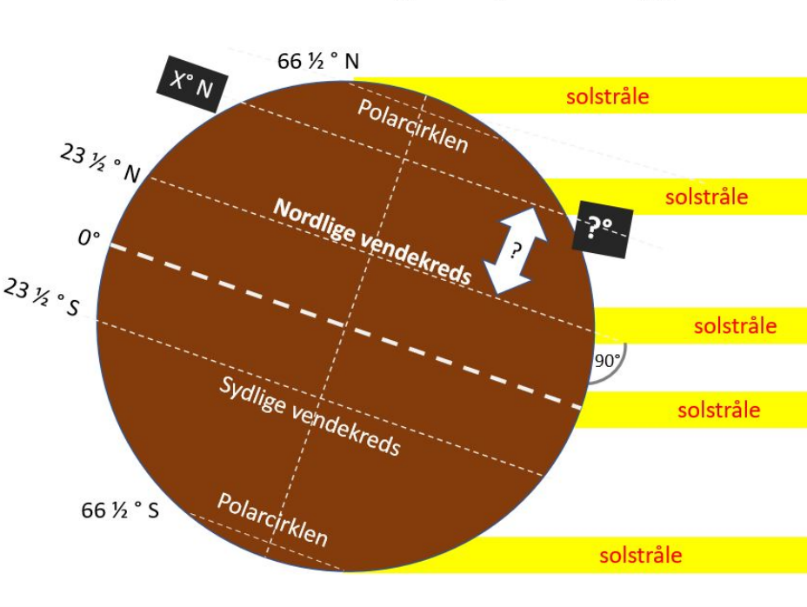 66 ½ ° N
X° N
solstråle
Polarcirklen
23 ½ ° N
solstråle
Nordlige vendekreds
?
?°
0°
23 ½ ° S
solstråle
90°
Sydlige vendekreds
solstråle
66 ½ ° S
Polarcirklen
solstråle